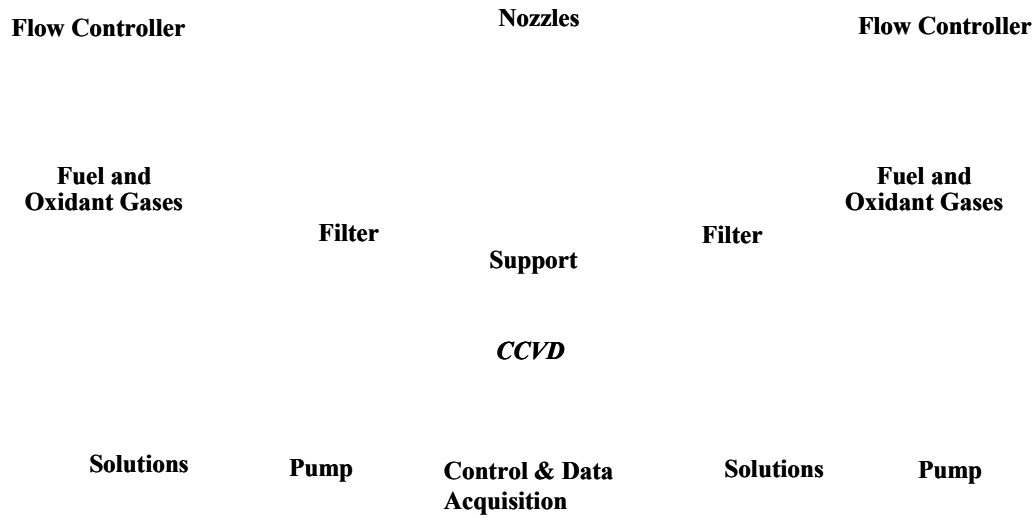 Flow Controller
Nozzles
Flow Controller
Fuel and
Oxidant Gases
Fuel and
Oxidant Gases
Filter
Filter
Support
CCVD
Solutions
Pump
Control & Data
Acquisition
Solutions
Pump